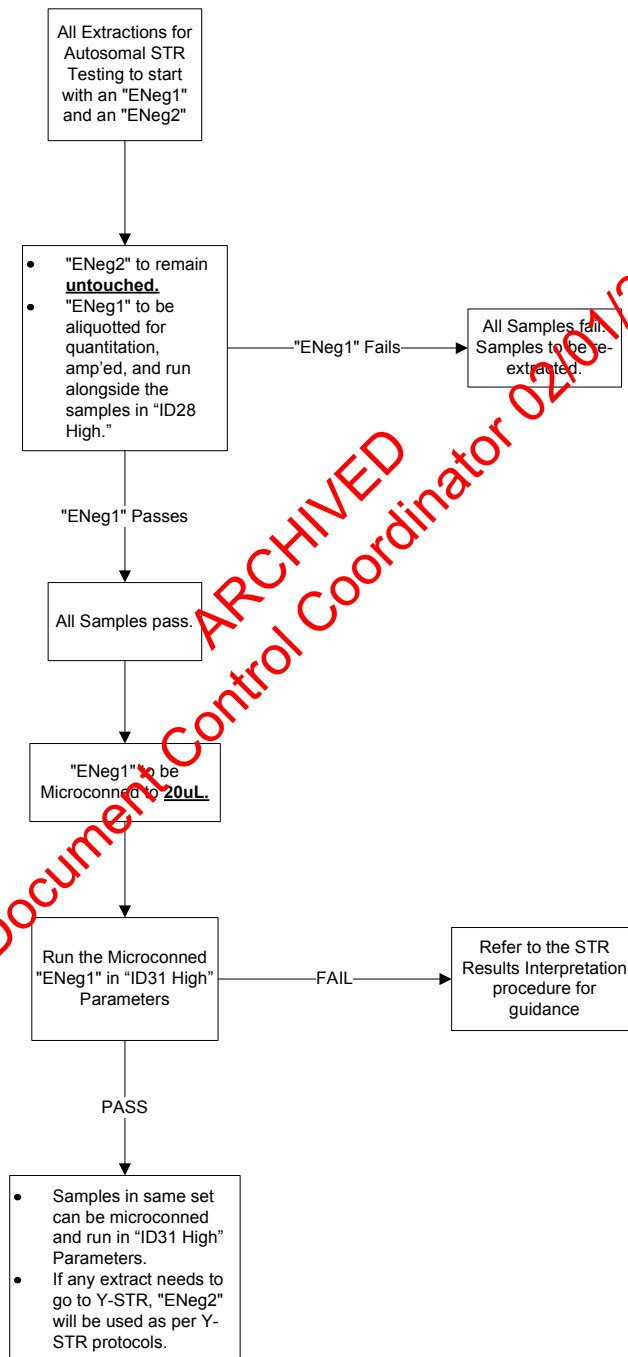 All Extractions for
Autosomal STR
Testing to start
with an "ENeg1"
and an "ENeg2"
• "ENeg2" to remain
untouched.
• "ENeg1" to be
aliquotted for
quantitation,
amp'ed, and run
alongside the
samples in “ID28
High.”
"ENeg1" Fails
All Samples fail.
Samples to be re-
extracted.
"ENeg1" Passes
All Samples pass.
"ENeg1" to be
Microconned to 20uL.
Run the Microconned
"ENeg1" in “ID31 High”
Parameters
FAIL
Refer to the STR
Results Interpretation
procedure for
guidance
PASS
• Samples in same set
can be microconned
and run in “ID31 High”
Parameters.
• If any extract needs to
go to Y-STR, "ENeg2"
will be used as per Y-
STR protocols.
ARCHIVED
Document Control Coordinator 02/01/